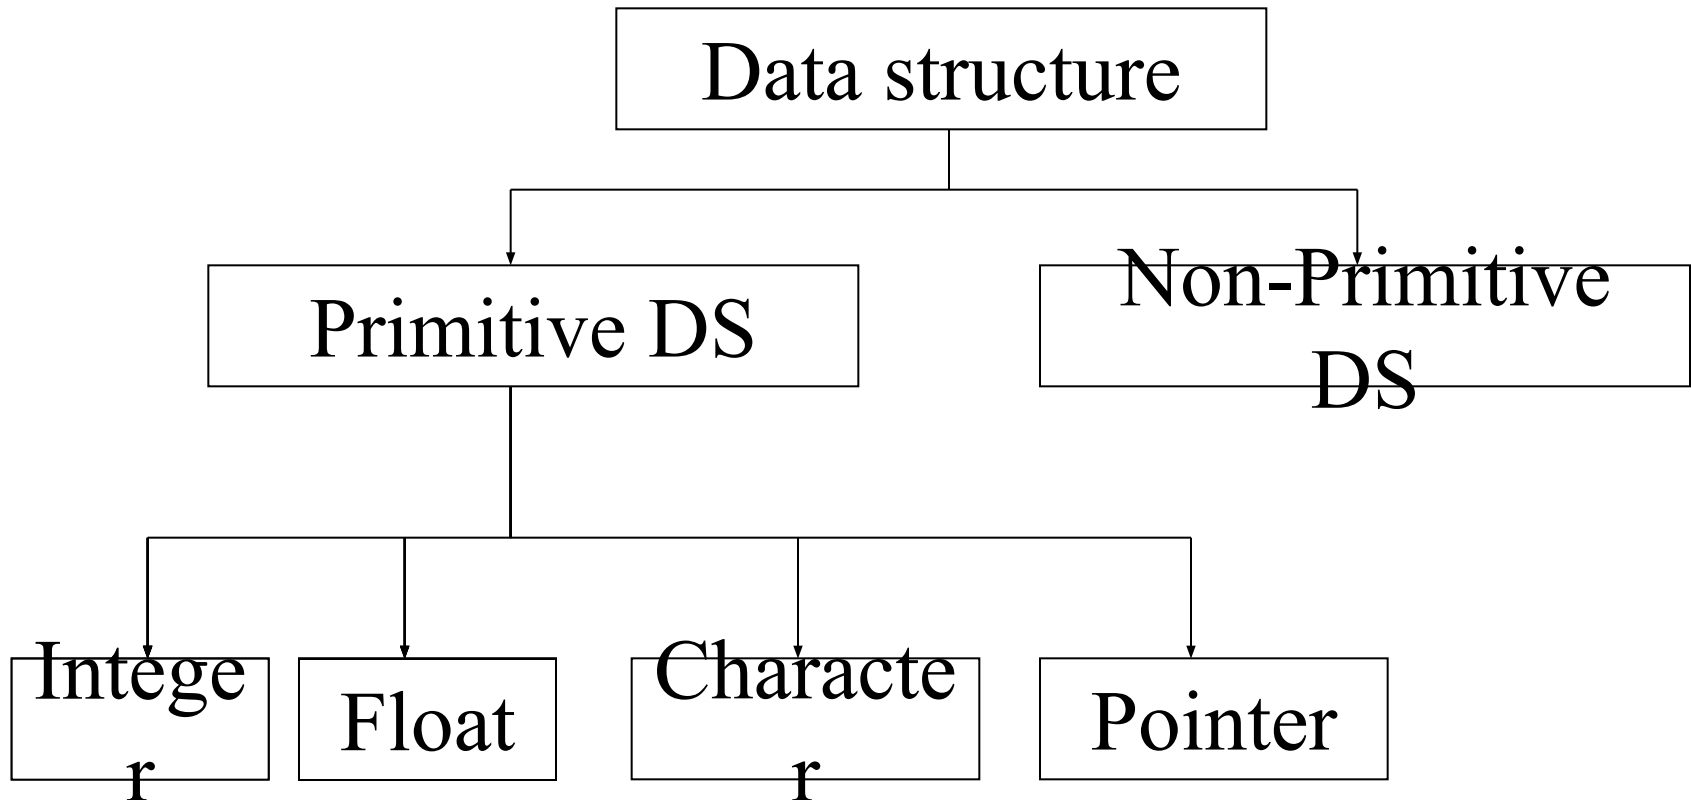 Data structure
Primitive DS
Non-Primitive
DS
Intege
r
Float
Characte
r
Pointer